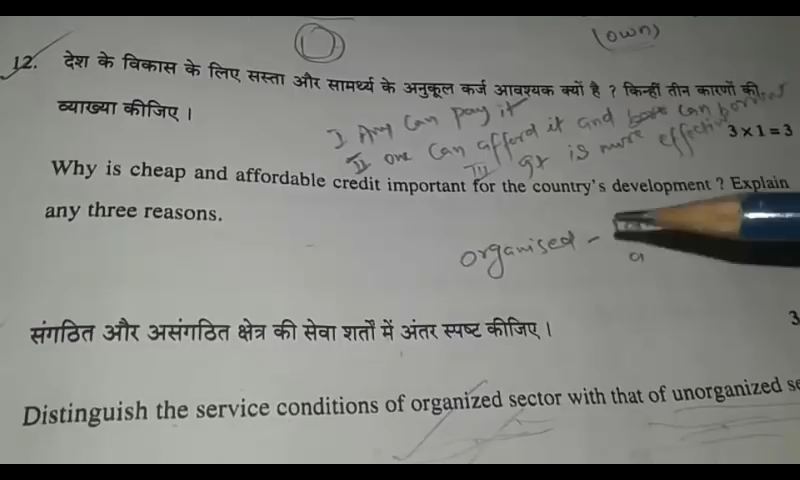 (own)
12. देश के विकास के लिए सस्ता और सामर्थ्य के अनुकूल कर्ज आवश्यक क्यों है ? किन्हीं तीन कारणों की
व्याख्या कीजिए ।
I Any can pay it
II one can afford it and can borrow
III It is more effective
3 × 1 = 3
Why is cheap and affordable credit important for the country's development ? Explain
any three reasons.
organised -
संगठित और असंगठित क्षेत्र की सेवा शर्तों में अंतर स्पष्ट कीजिए ।
3
Distinguish the service conditions of organized sector with that of unorganized se